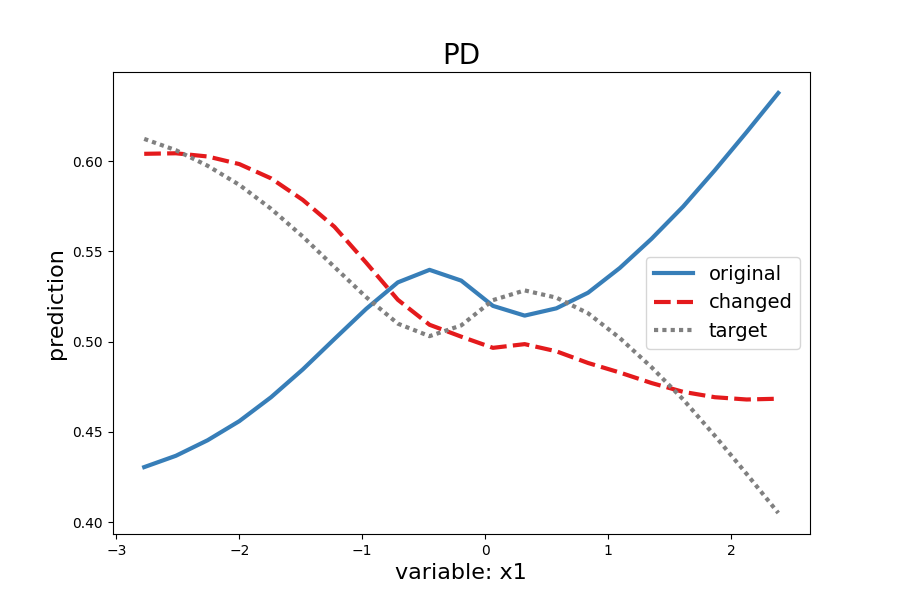 PD
prediction
0.60
0.55
0.50
0.45
0.40
original
changed
target
−3
−2
−1
0
1
2
variable: x1